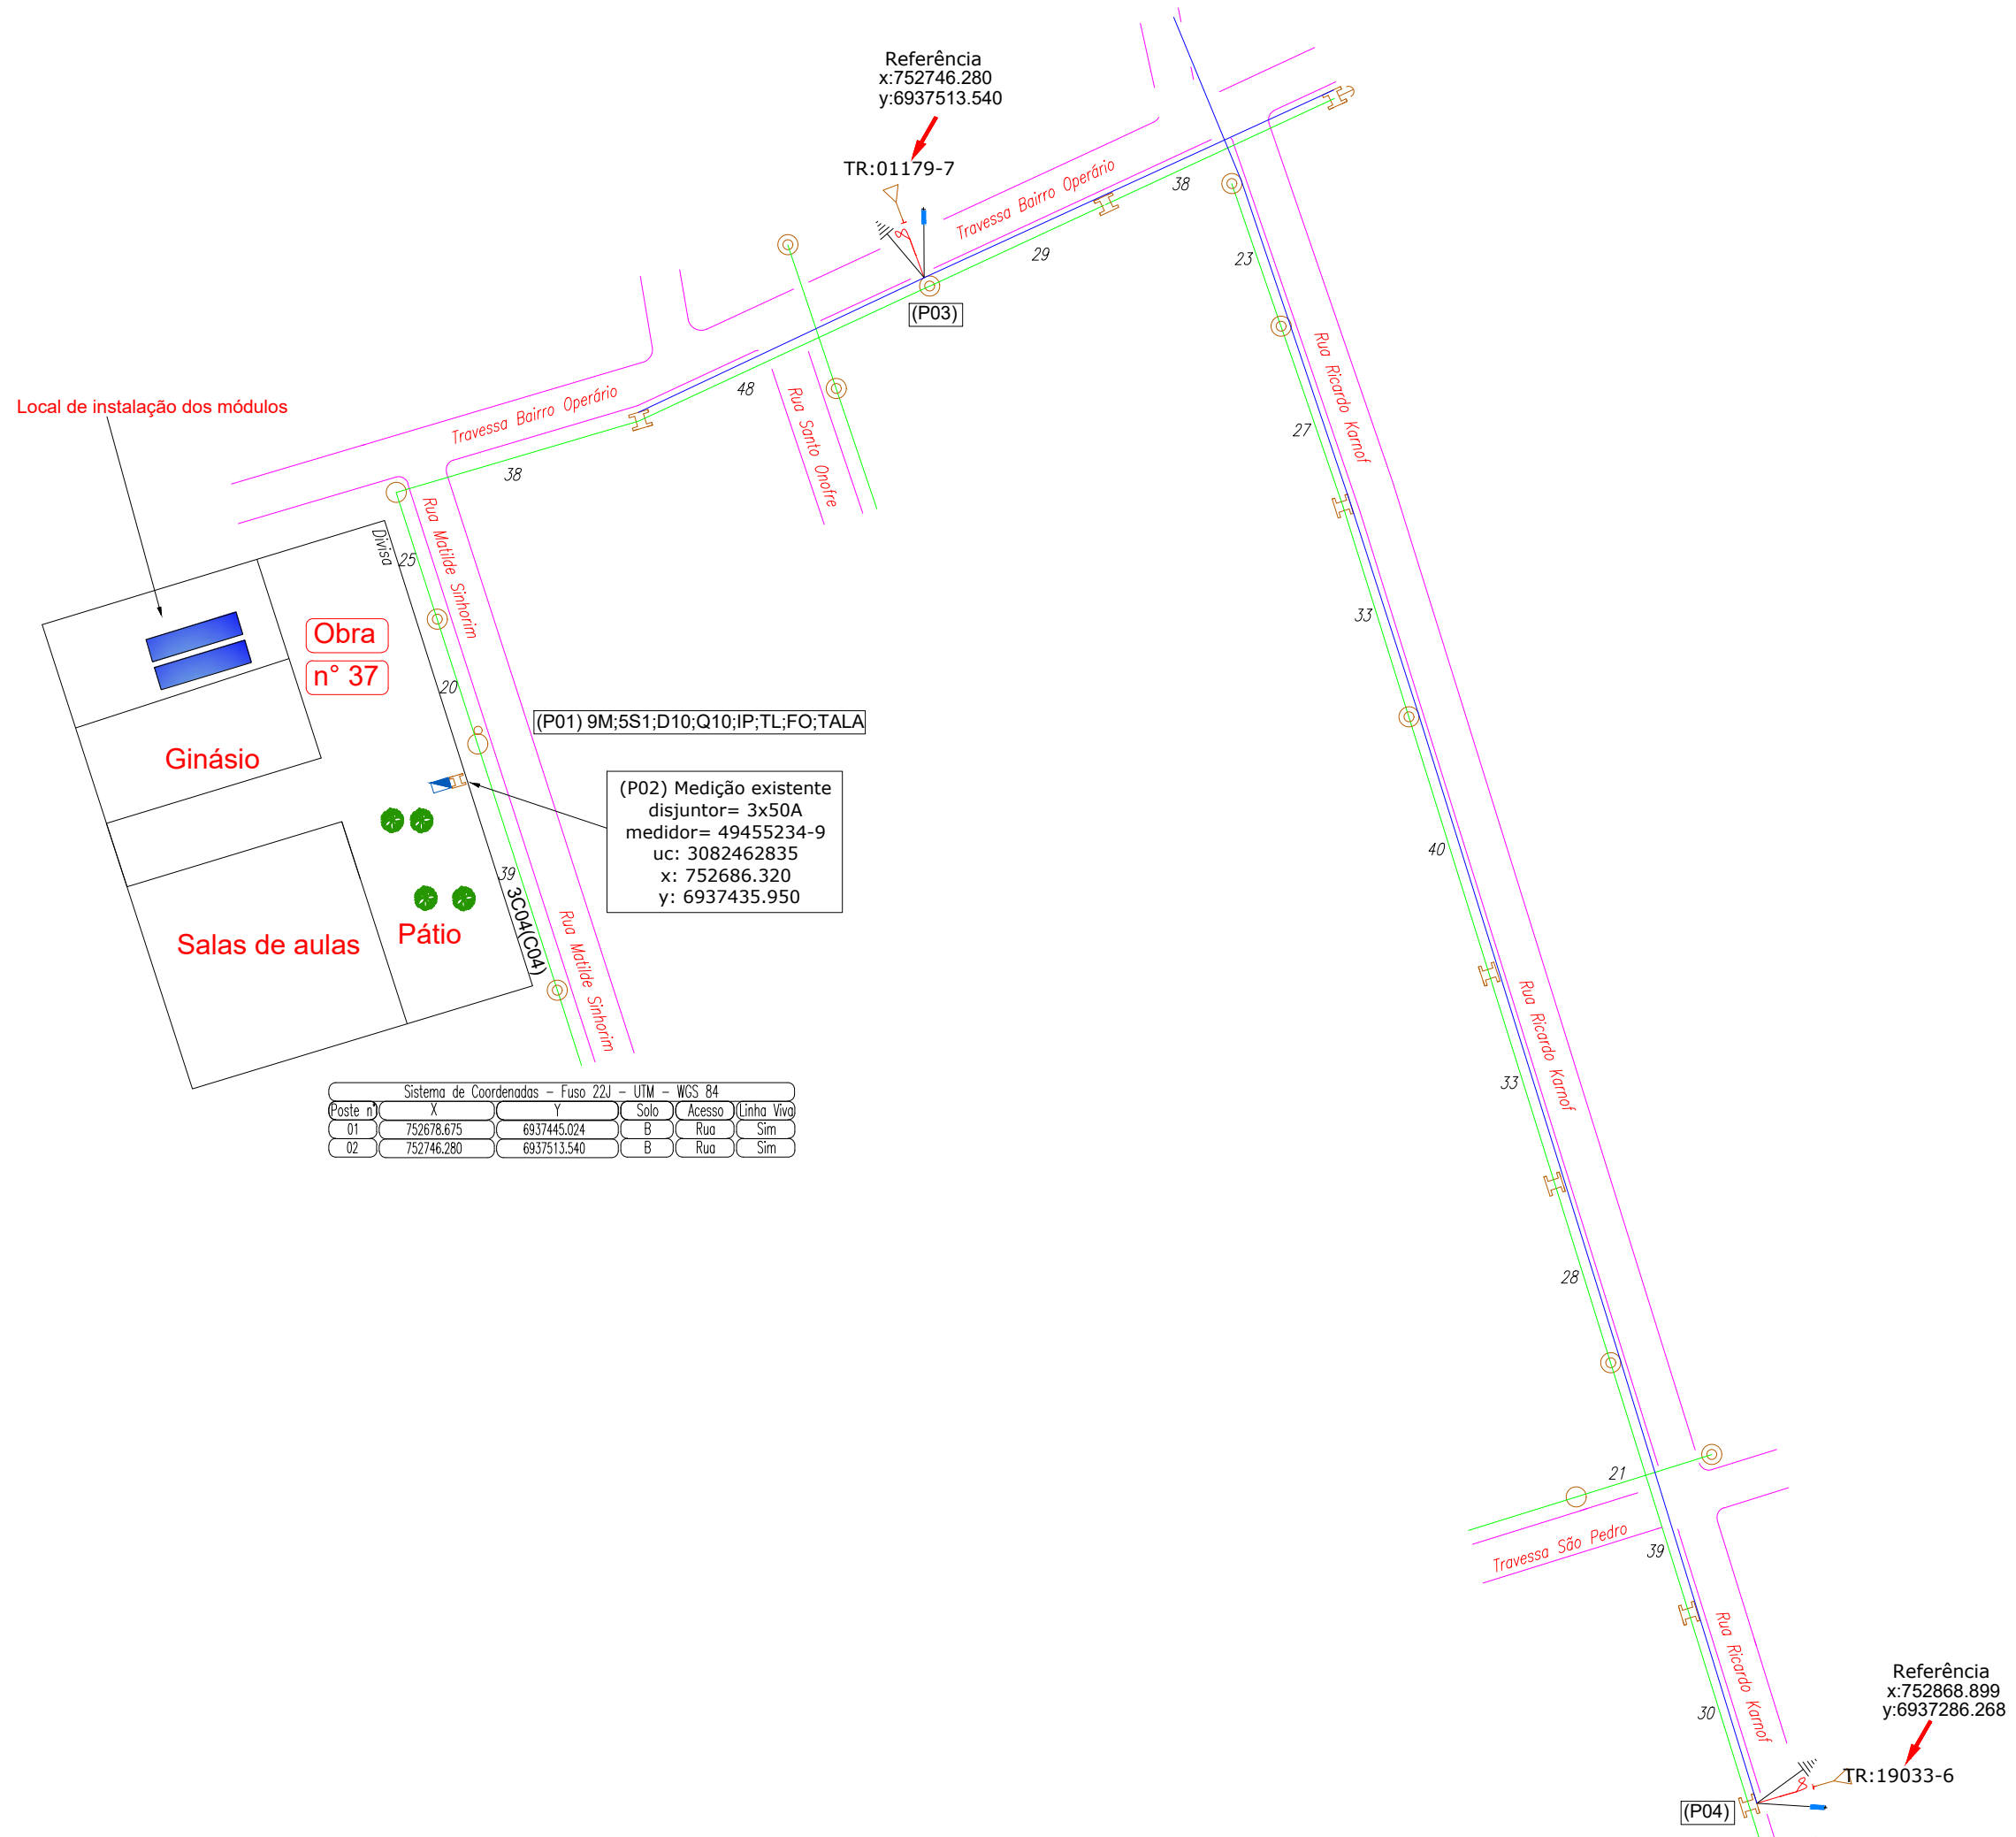 Referência
x:752746.280
y:6937513.540
TR:01179-7
Travessa Bairro Operário
38
29
23
(P03)
Rua Ricardo Karnof
48
Travessa Bairro Operário
Rua Santo Onofre
Local de instalação dos módulos
27
38
Rua Matilde Sinhorim
Divisa
25
33
Obra
n° 37
20
(P01) 9M;5S1;D10;Q10;IP;TL;FO;TALA
Ginásio
(P02) Medição existente
disjuntor= 3x50A
medidor= 49455234-9
uc: 3082462835
x: 752686.320
y: 6937435.950
40
39
3C04(C04)
Salas de aulas
Pátio
Rua Matilde Sinhorim
Rua Ricardo Karnof
33
Sistema de Coordenadas - Fuso 22J - UTM - WGS 84
Poste n° X Y Solo Acesso Linha Viva
01 752678.675 6937445.024 B Rua Sim
02 752746.280 6937513.540 B Rua Sim
28
21
Travessa São Pedro
39
Rua Ricardo Karnof
30
Referência
x:752868.899
y:6937286.268
TR:19033-6
(P04)